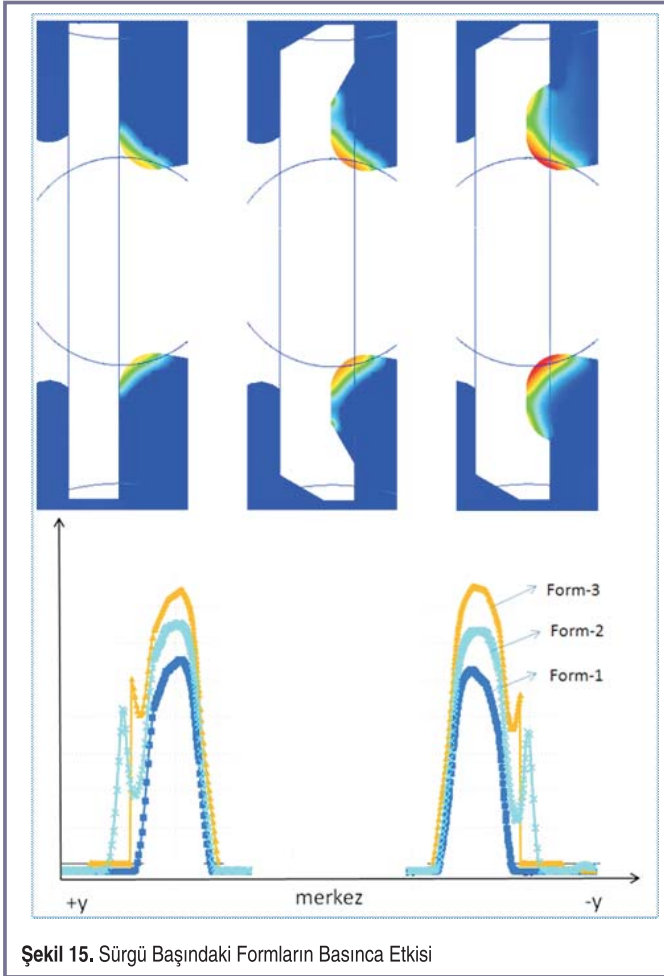 Form-3
Form-2
Form-1
+y merkez -y
Şekil 15. Sürgü Başındaki Formların Basınca Etkisi